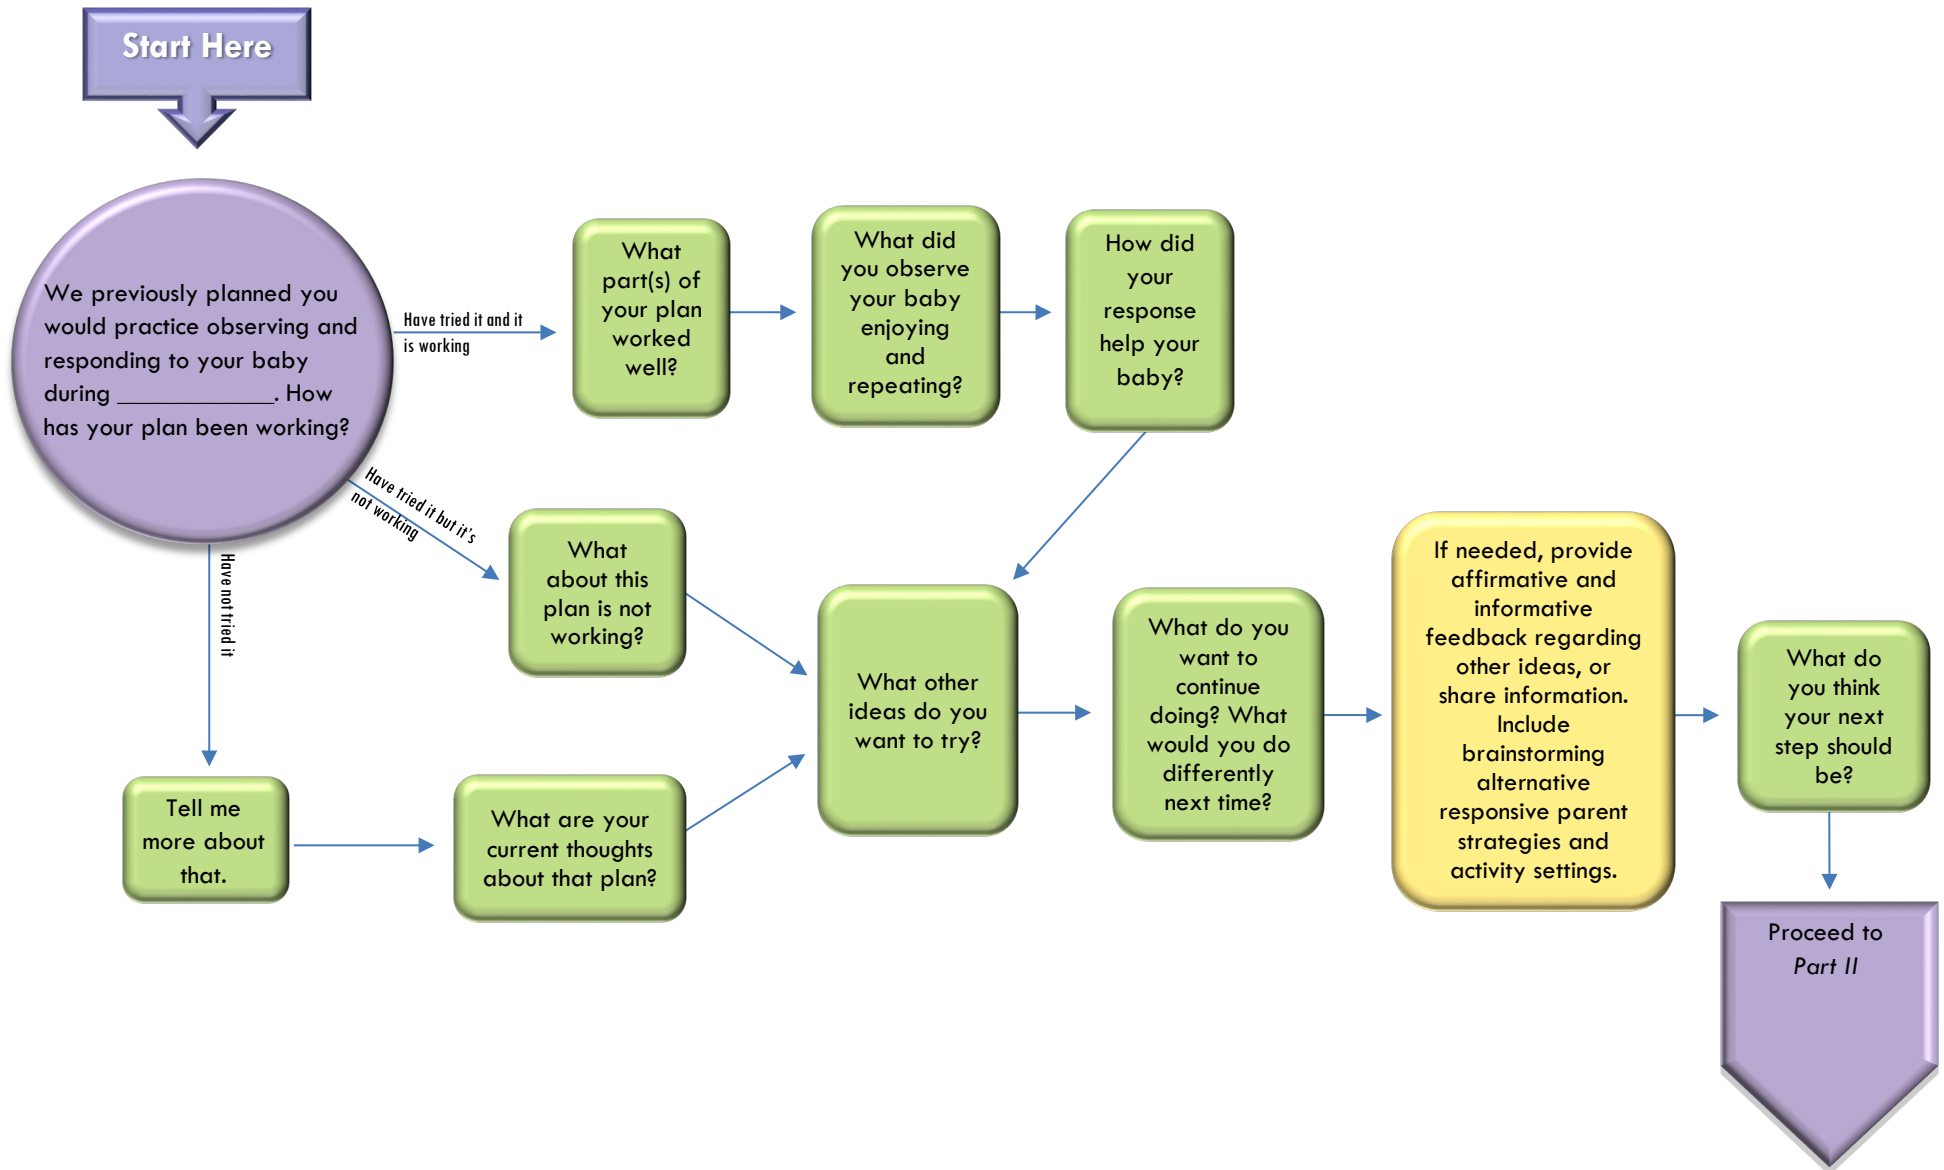 Start Here
We previously planned you
would practice observing and
responding to your baby
during _____________. How
has your plan been working?
Have tried it and it
is working
What
part(s) of
your plan
worked
well?
What did
you observe
your baby
enjoying
and
repeating?
How did
your
response
help your
baby?
Have tried it but it's
not working
What
about this
plan is not
working?
Have not tried it
Tell me
more about
that.
What are your
current thoughts
about that plan?
What other
ideas do you
want to try?
What do you
want to
continue
doing? What
would you do
differently
next time?
If needed, provide
affirmative and
informative
feedback regarding
other ideas, or
share information.
Include
brainstorming
alternative
responsive parent
strategies and
activity settings.
What do
you think
your next
step should
be?
Proceed to
Part II